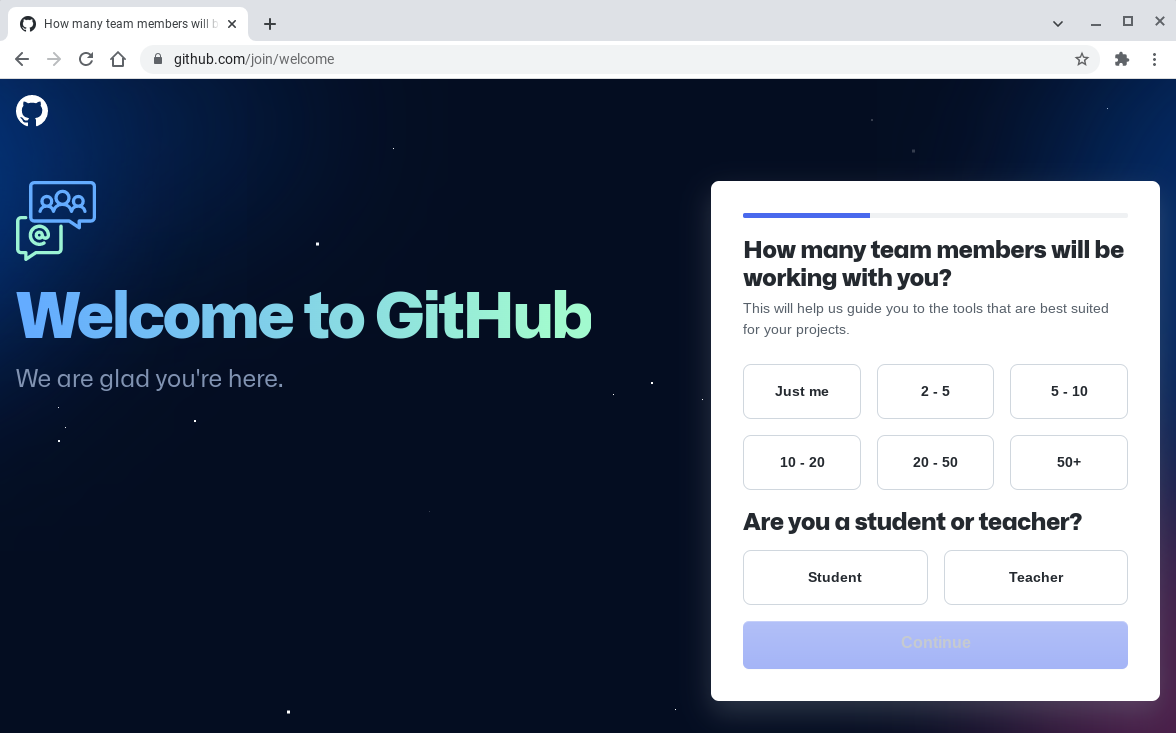 How many team members will b
github.com/join/welcome
@
Welcome to GitHub
We are glad you're here.
How many team members will be
working with you?
This will help us guide you to the tools that are best suited
for your projects.
Just me
2 - 5
5 - 10
10 - 20
20 - 50
50+
Are you a student or teacher?
Student
Teacher
Continue